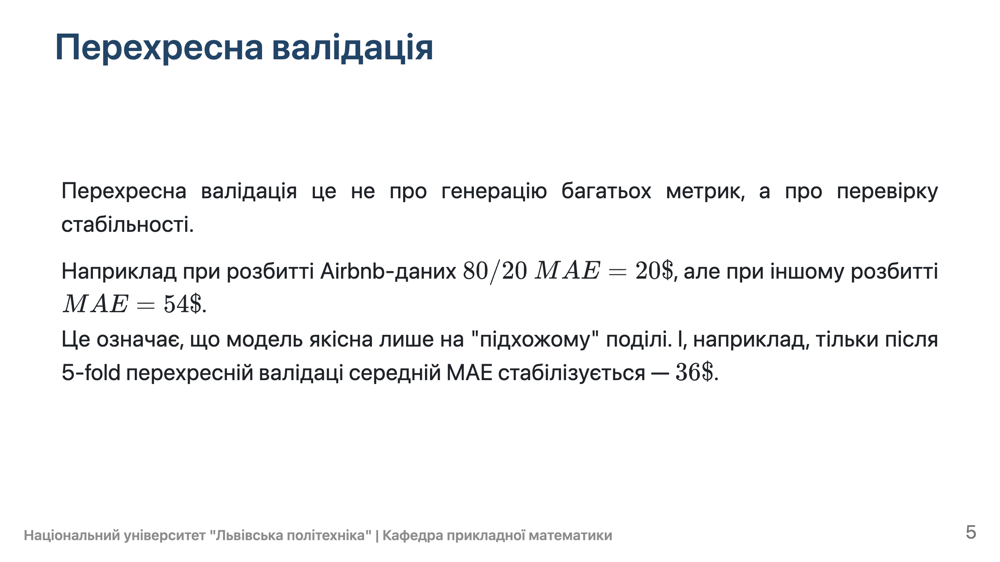 Перехресна валідація
Перехресна валідація це не про генерацію багатьох метрик, а про перевірку
стабільності.
Наприклад при розбитті Airbnb-даних 80/20 MAE = 20$, але при іншому розбитті
MAE = 54$.
Це означає, що модель якісна лише на "підхожому" поділі. І, наприклад, тільки після
5-fold перехресній валідаці середній MAE стабілізується — 36$.
Національний університет "Львівська політехніка" | Кафедра прикладної математики
5